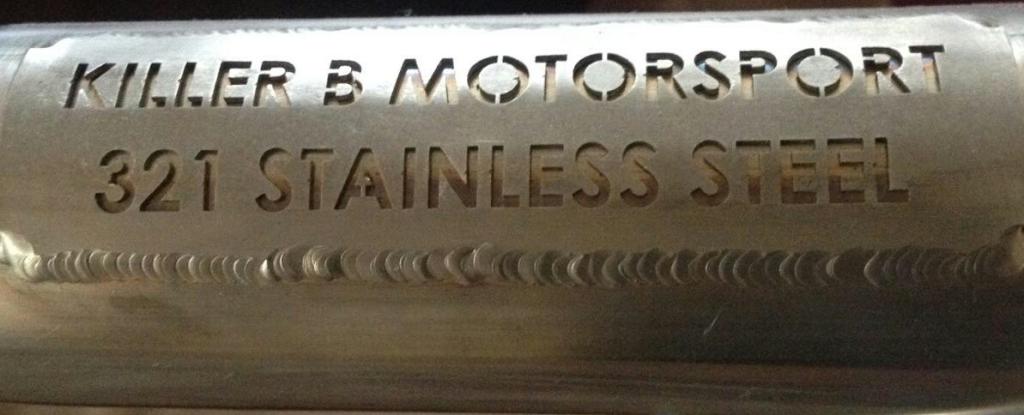 KILLER B MOTORSPORT
321 STAINLESS STEEL